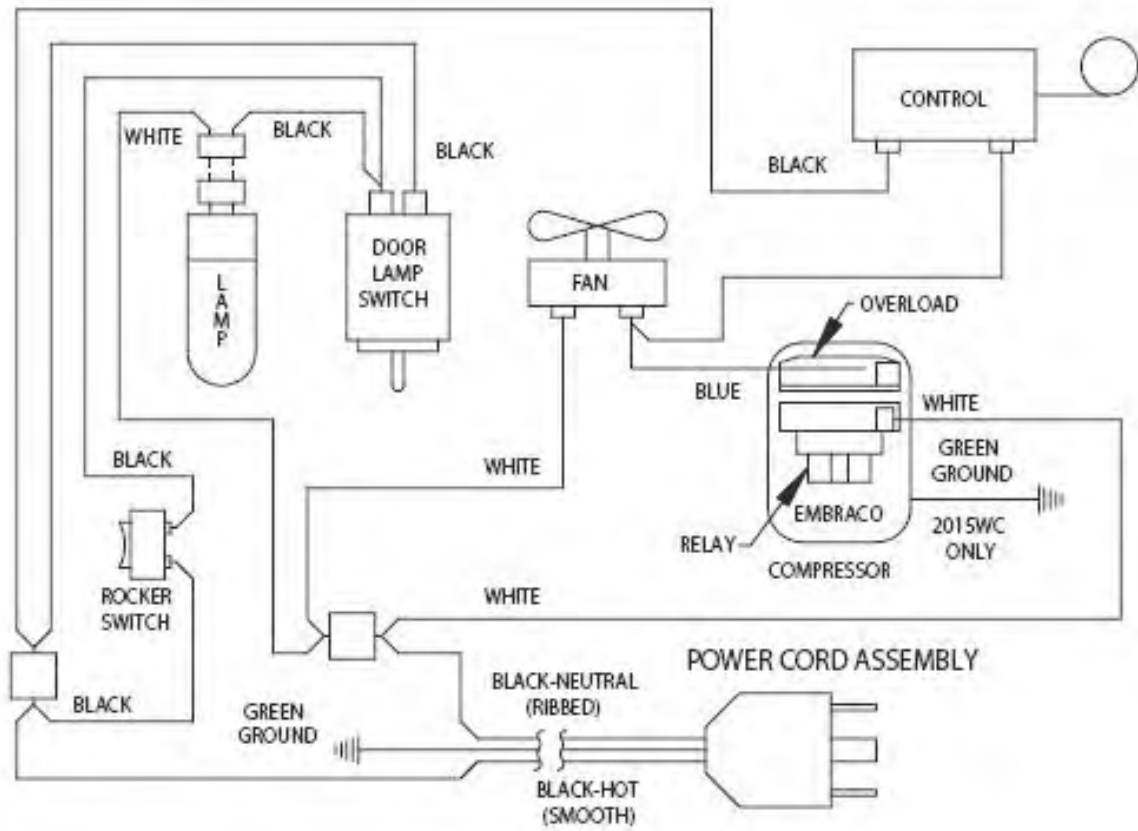 WHITE
BLACK
BLACK
DOOR
LAMP
SWITCH
LAMP
CONTROL
BLACK
FAN
OVERLOAD
BLUE
WHITE
GREEN
GROUND
EMBRACO
2015WC
ONLY
RELAY
COMPRESSOR
BLACK
WHITE
ROCKER
SWITCH
WHITE
BLACK
POWER CORD ASSEMBLY
BLACK-NEUTRAL
(RIBBED)
GREEN
GROUND
BLACK-HOT
(SMOOTH)